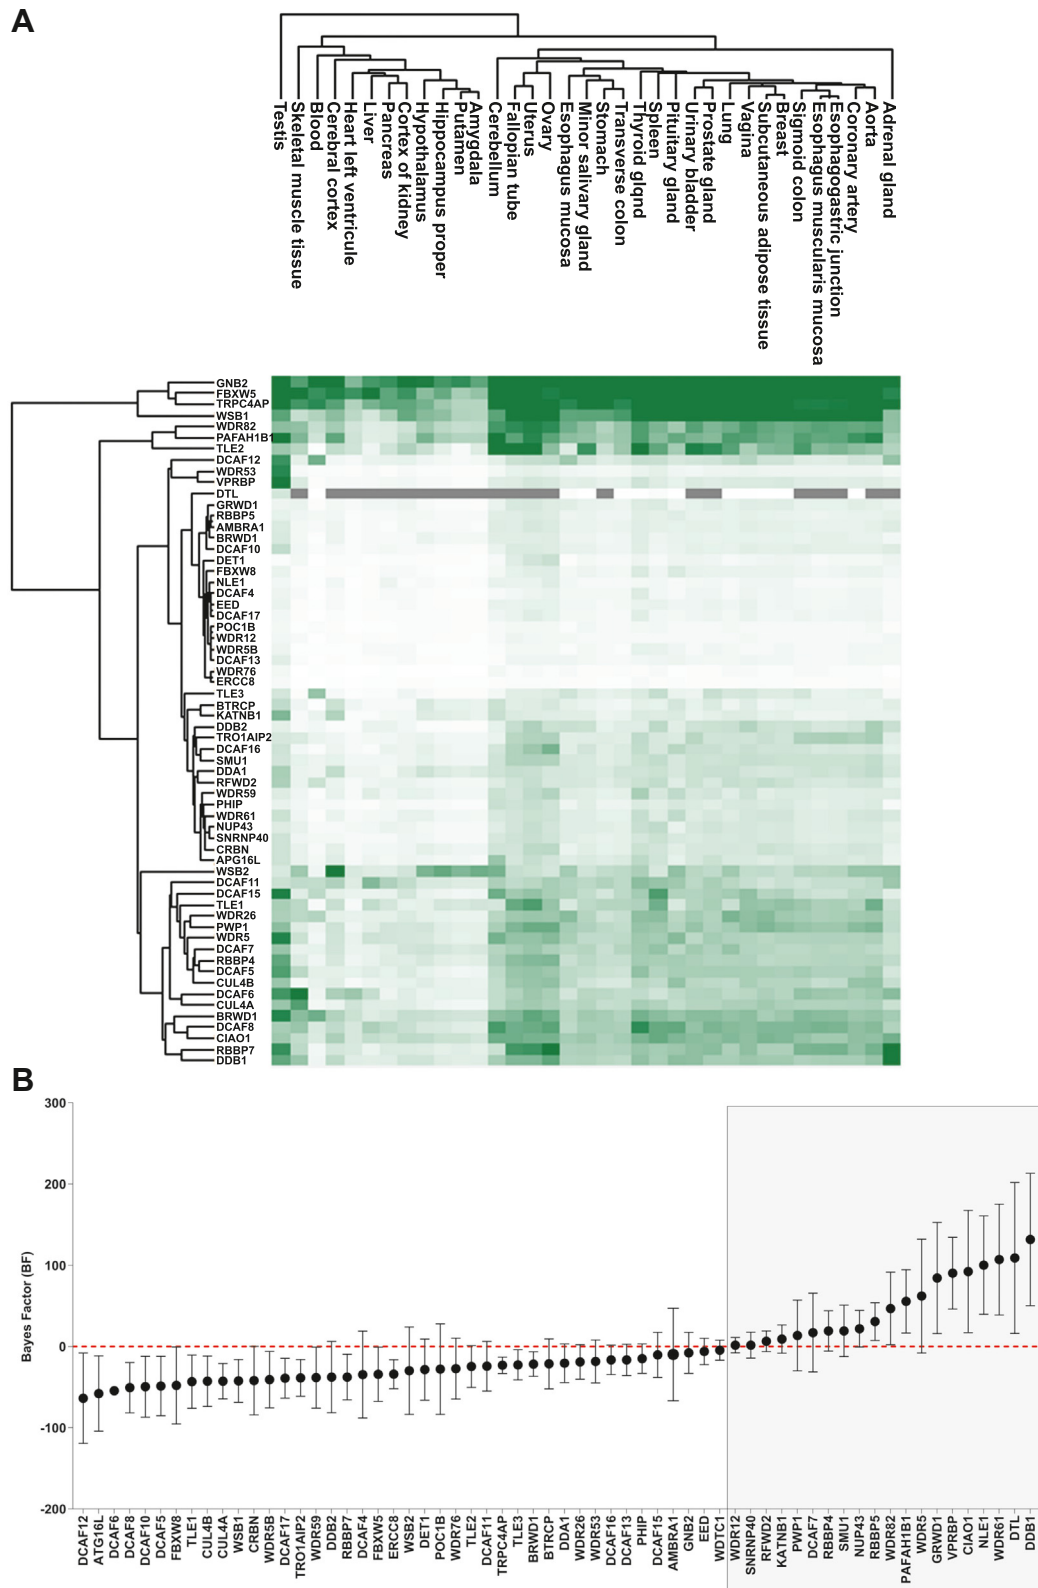 A
Testis
Skeletal muscle tissue
Blood
Cerebral cortex
Heart left ventricule
Liver
Pancreas
Cortex of kidney
Hypothalamus
Hippocampus proper
Putamen
Amygdala
Cerebellum
Fallopian tube
Uterus
Ovary
Esophagus mucosa
Minor salivary gland
Stomach
Transverse colon
Thyroid glqnd
Spleen
Pituitary gland
Urinary bladder
Prostate gland
Lung
Vagina
Subcutaneous adipose tissue
Breast
Sigmoid colon
Esophagus muscularis mucosa
Esophagogastric junction
Coronary artery
Aorta
Adrenal gland
GNB2
FBXW5
TRPC4AP
WSB1
WDR82
PAFAH1B1
TLE2
DCAF12
WDR53
VPRBP
DTL
GRWD1
RBBP5
AMBRA1
BRWD1
DCAF10
DET1
FBXW8
NLE1
DCAF4
EED
DCAF17
POC1B
WDR12
WDR5B
DCAF13
WDR76
ERCC8
TLE3
BTRCP
KATNB1
DDB2
TRO1AIP2
DCAF16
SMU1
DDA1
RFWD2
WDR59
PHIP
WDR61
NUP43
SNRNP40
CRBN
APG16L
WSB2
DCAF11
DCAF15
TLE1
WDR26
PWP1
WDR5
DCAF7
RBBP4
DCAF5
CUL4B
DCAF6
CUL4A
BRWD1
DCAF8
CIAO1
RBBP7
DDB1
B
Bayes Factor (BF)
300
200
100
0
-100
-200
DCAF12
ATG16L
DCAF6
DCAF8
DCAF10
DCAF5
FBXW8
TLE1
CUL4B
CUL4A
WSB1
CRBN
WDR5B
DCAF17
TRO1AIP2
WDR59
DDB2
RBBP7
DCAF4
FBXW5
ERCC8
WSB2
DET1
POC1B
WDR76
TLE2
DCAF11
TRPC4AP
TLE3
BRWD1
BTRCP
DDA1
WDR26
WDR53
DCAF16
DCAF13
PHIP
DCAF15
AMBRA1
GNB2
EED
WDTC1
WDR12
SNRNP40
RFWD2
KATNB1
PWP1
DCAF7
RBBP4
SMU1
NUP43
RBBP5
WDR82
PAFAH1B1
WDR5
GRWD1
VPRBP
CIAO1
NLE1
WDR61
DTL
DDB1